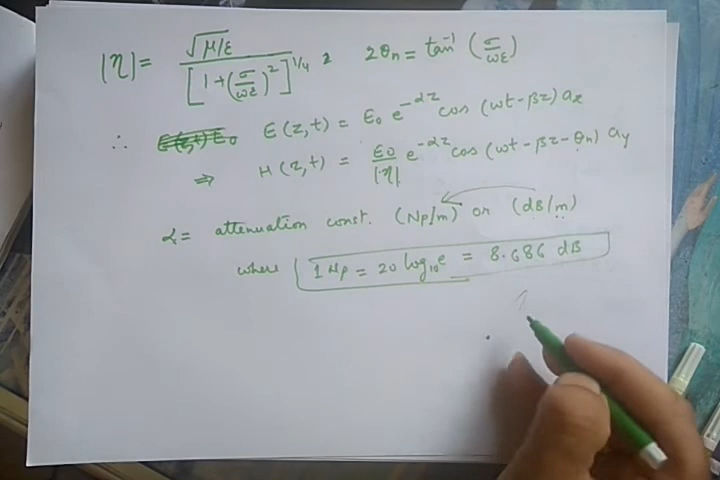 |η| = √μ/ε / [1+(σ/ωε)²]^1/4 , 2θn = tan⁻¹ (σ/ωε)
∴ E(z,t) = E₀ e^-αz cos (ωt-βz) ax
⇒ H(z,t) = E0/|η| e^-αz cos (ωt-βz-θn) ay
α = attenuation const. (Np/m) or (dB/m)
where 1 Np = 20 log₁₀e = 8.686 dB